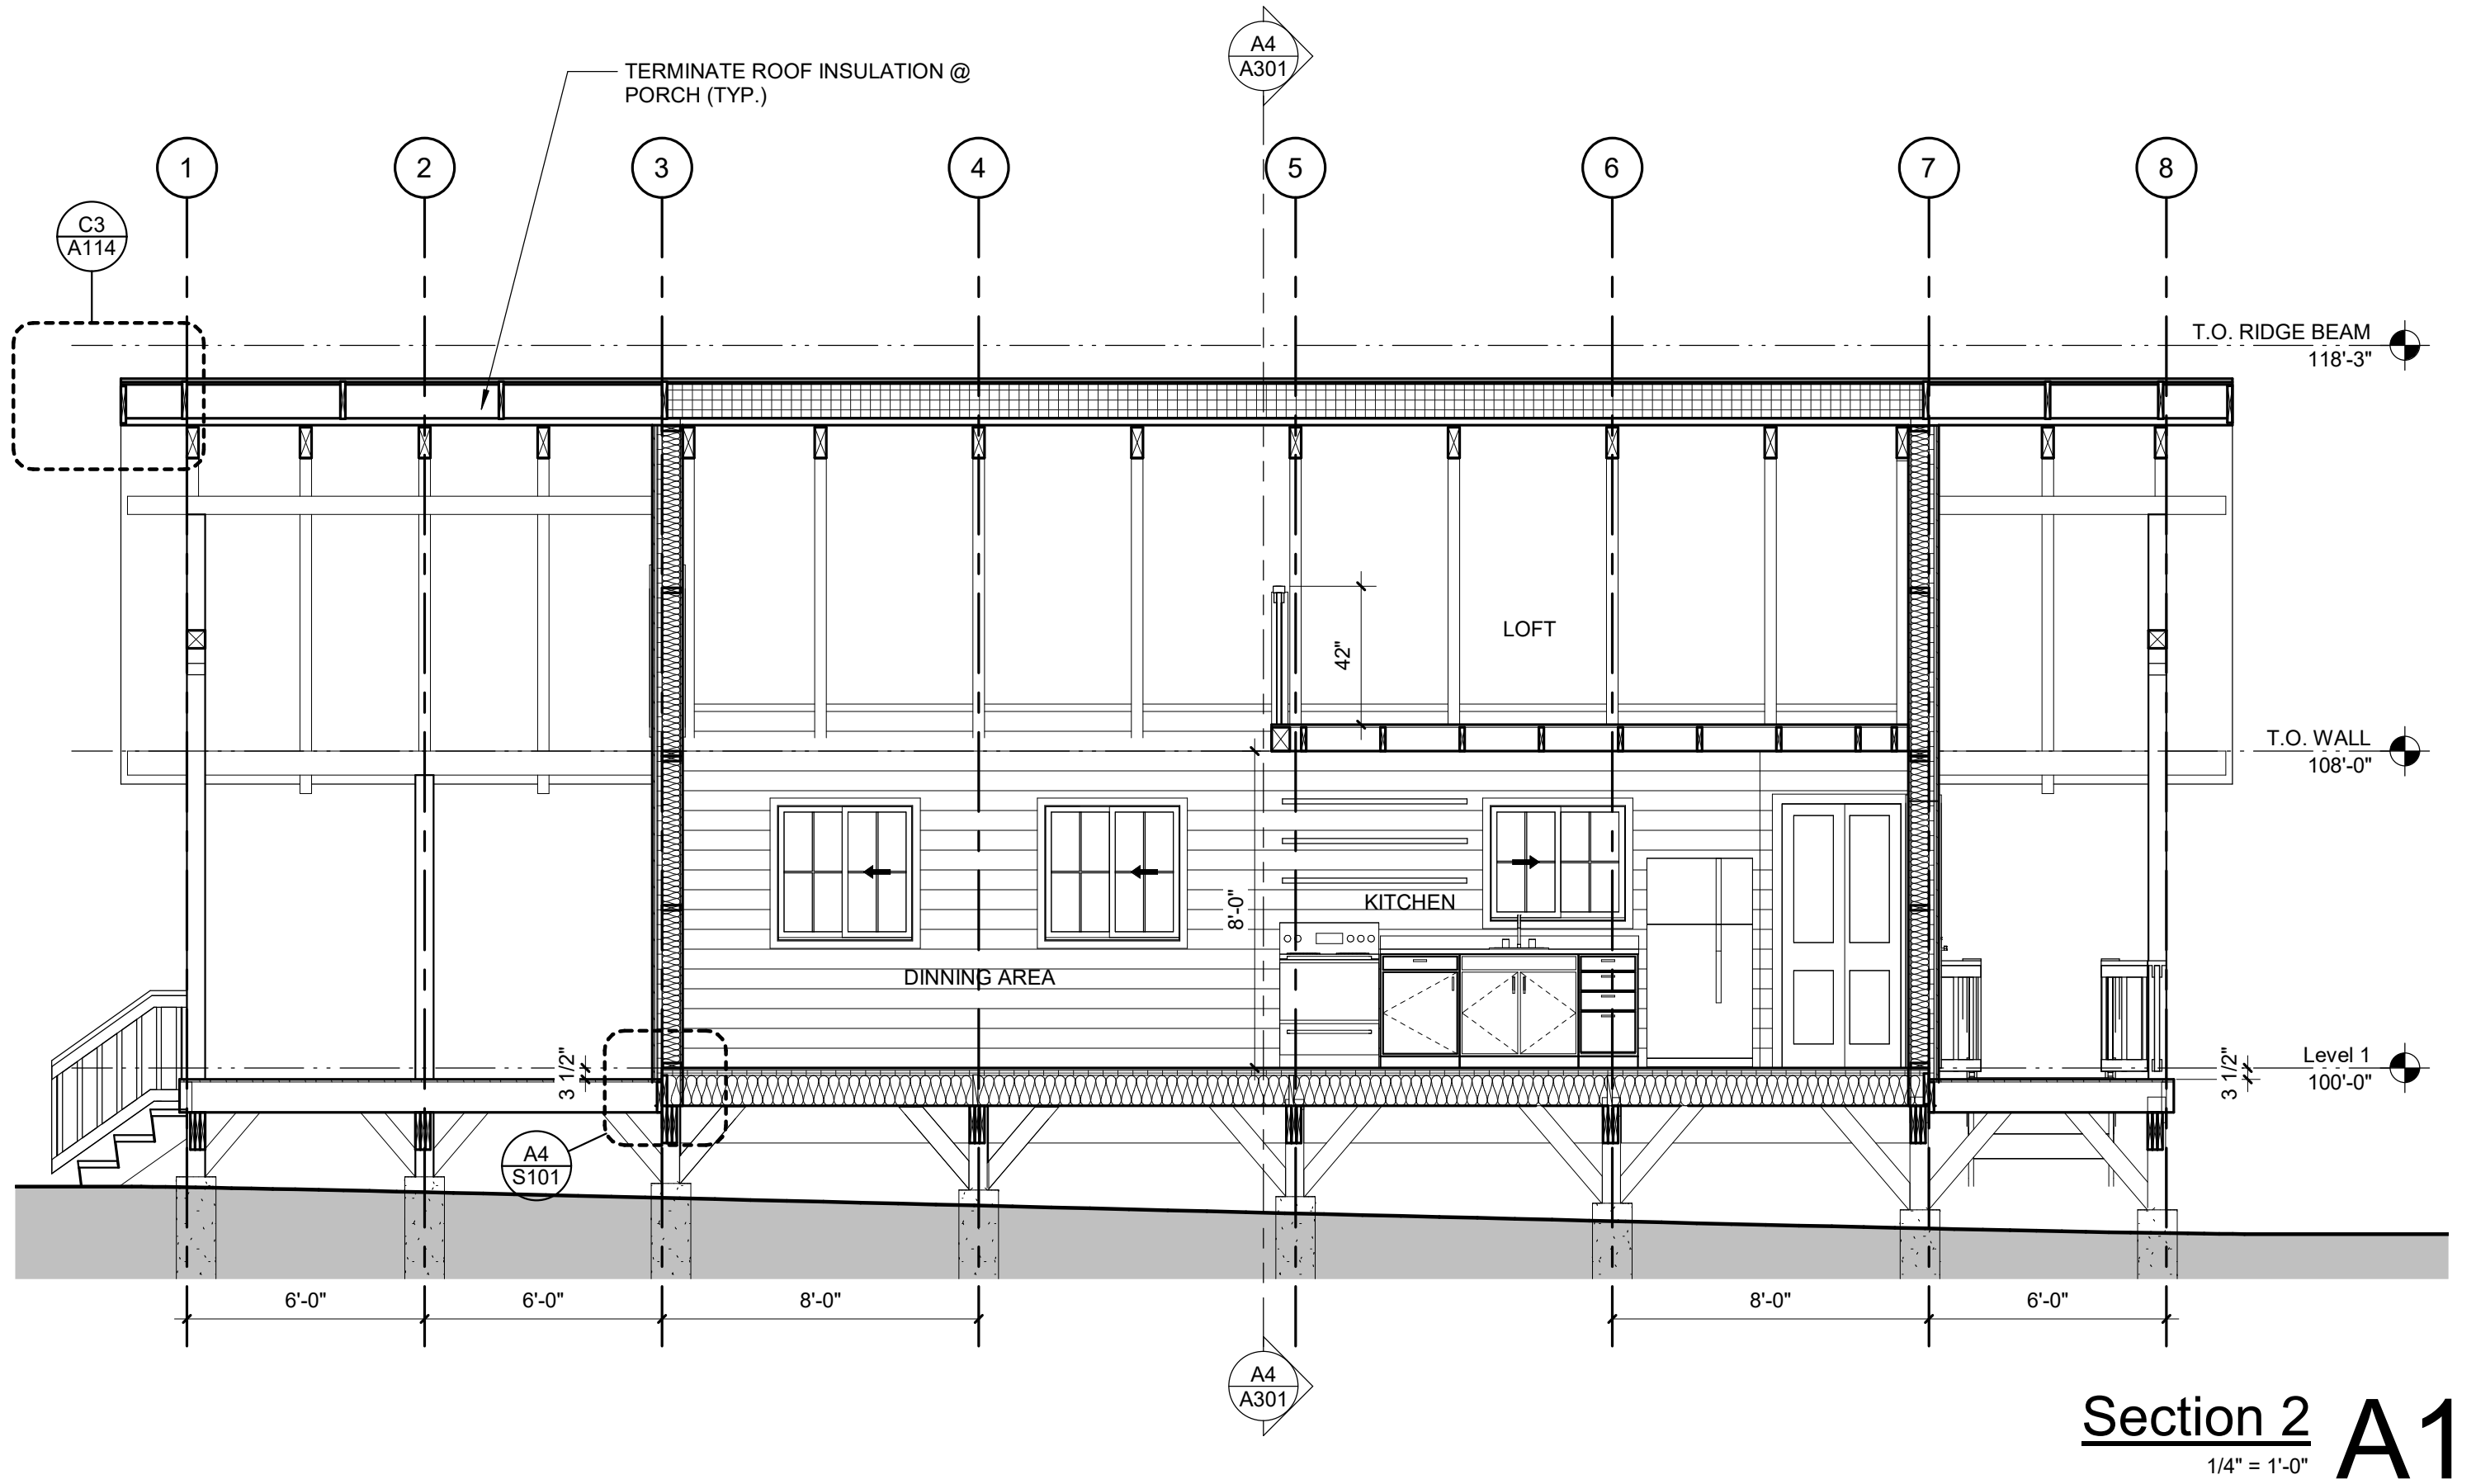 A4
A301
TERMINATE ROOF INSULATION @
PORCH (TYP.)
1
2
3
4
5
6
7
8
C3
A114
T.O. RIDGE BEAM
118'-3"
LOFT
42"
T.O. WALL
108'-0"
8'-0"
KITCHEN
DINNING AREA
3 1/2"
Level 1
100'-0"
3 1/2"
A4
S101
6'-0"
6'-0"
8'-0"
8'-0"
6'-0"
A4
A301
Section 2
A1
1/4" = 1'-0"